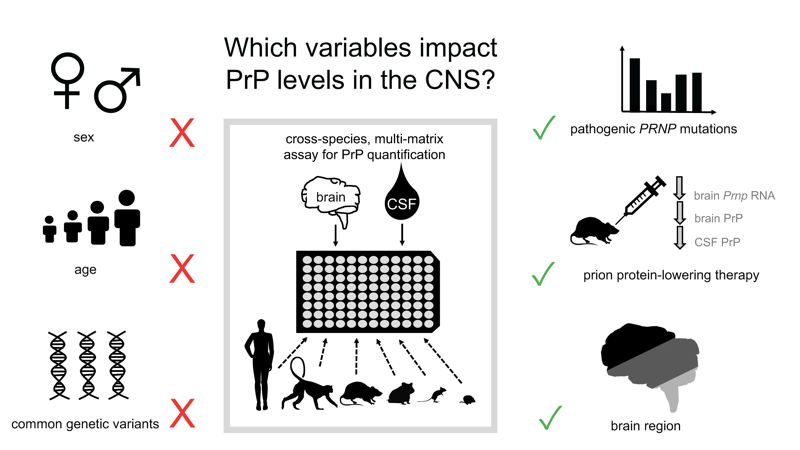 Which variables impact
PrP levels in the CNS?
sex
X
age
X
common genetic variants
X
cross-species, multi-matrix
assay for PrP quantification
brain
CSF
pathogenic PRNP mutations
brain Prnp RNA
brain PrP
CSF PrP
prion protein-lowering therapy
brain region